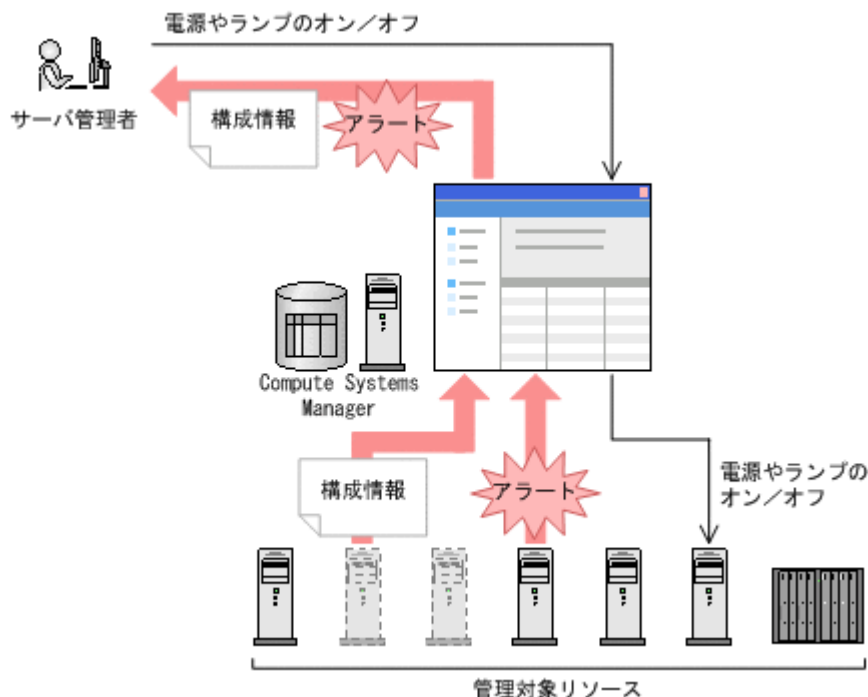 電源やランプのオン／オフ
サーバ管理者
構成情報
アラート
Compute Systems
Manager
構成情報
アラート
電源やランプの
オン／オフ
管理対象リソース